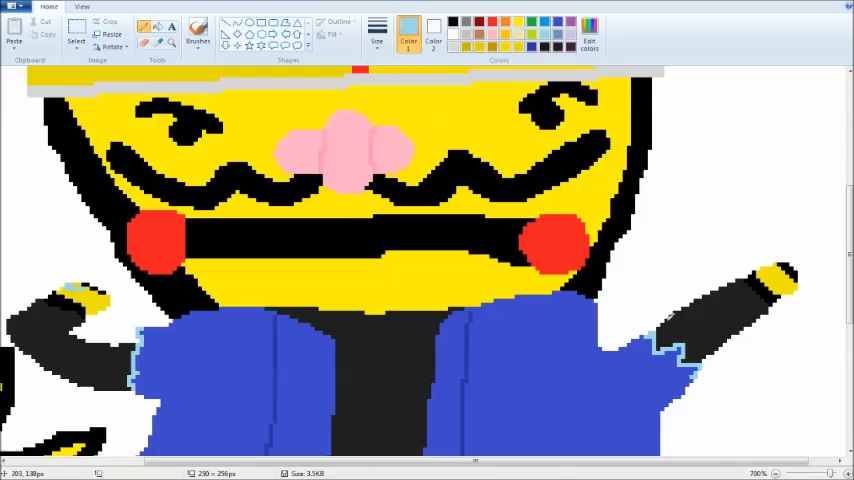 Home View
Cut
Copy
Paste
Clipboard
Select
Crop
Resize
Rotate
Image
Tools
Brushes
Shapes
Outline
Fill
Size
Color 1
Color 2
Edit colors
Colors
203, 138px
250 × 256px
Size: 3.5KB
700%